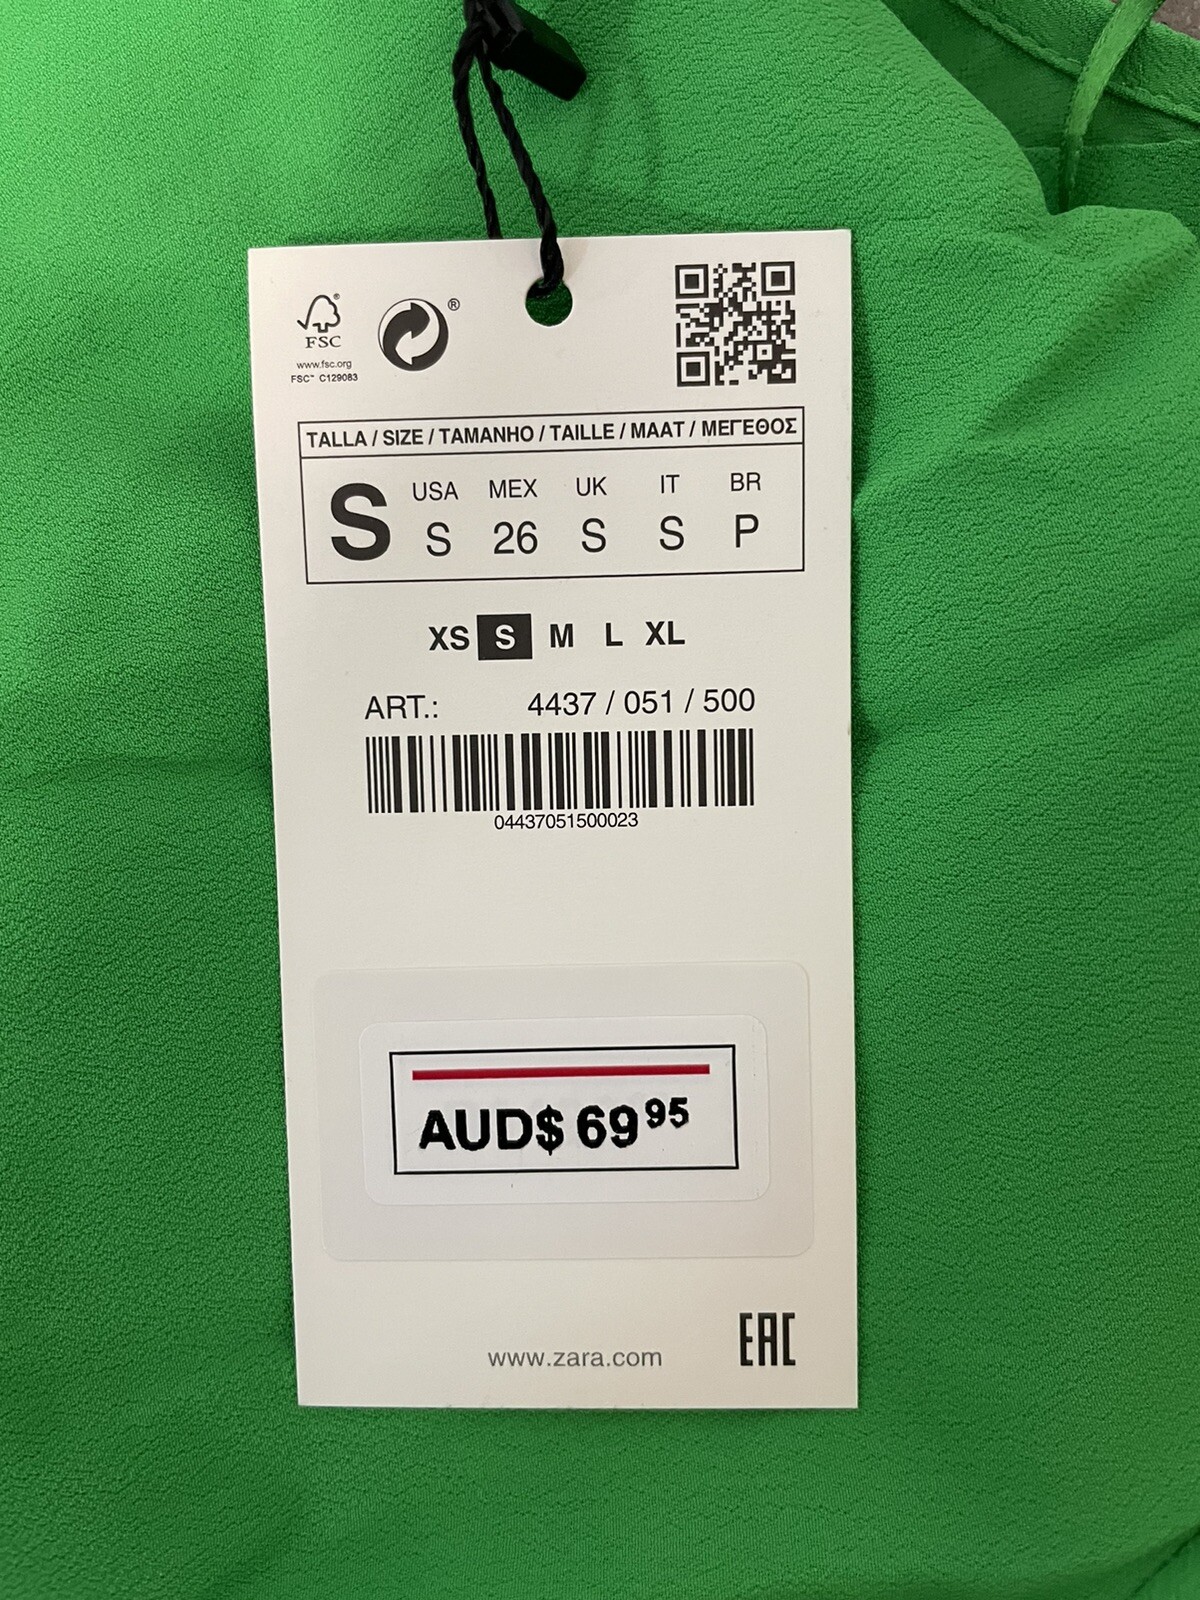 FSC®
www.fsc.org
FSC™ C129083
®
TALLA / SIZE / TAMANHO / TAILLE / MAAT / ΜΕΓΕΘΟΣ
S
USA MEX UK IT BR
S 26 S S P
XS S M L XL
ART.: 4437 / 051 / 500
04437051500023
AUD$ 69 95
www.zara.com
EAC